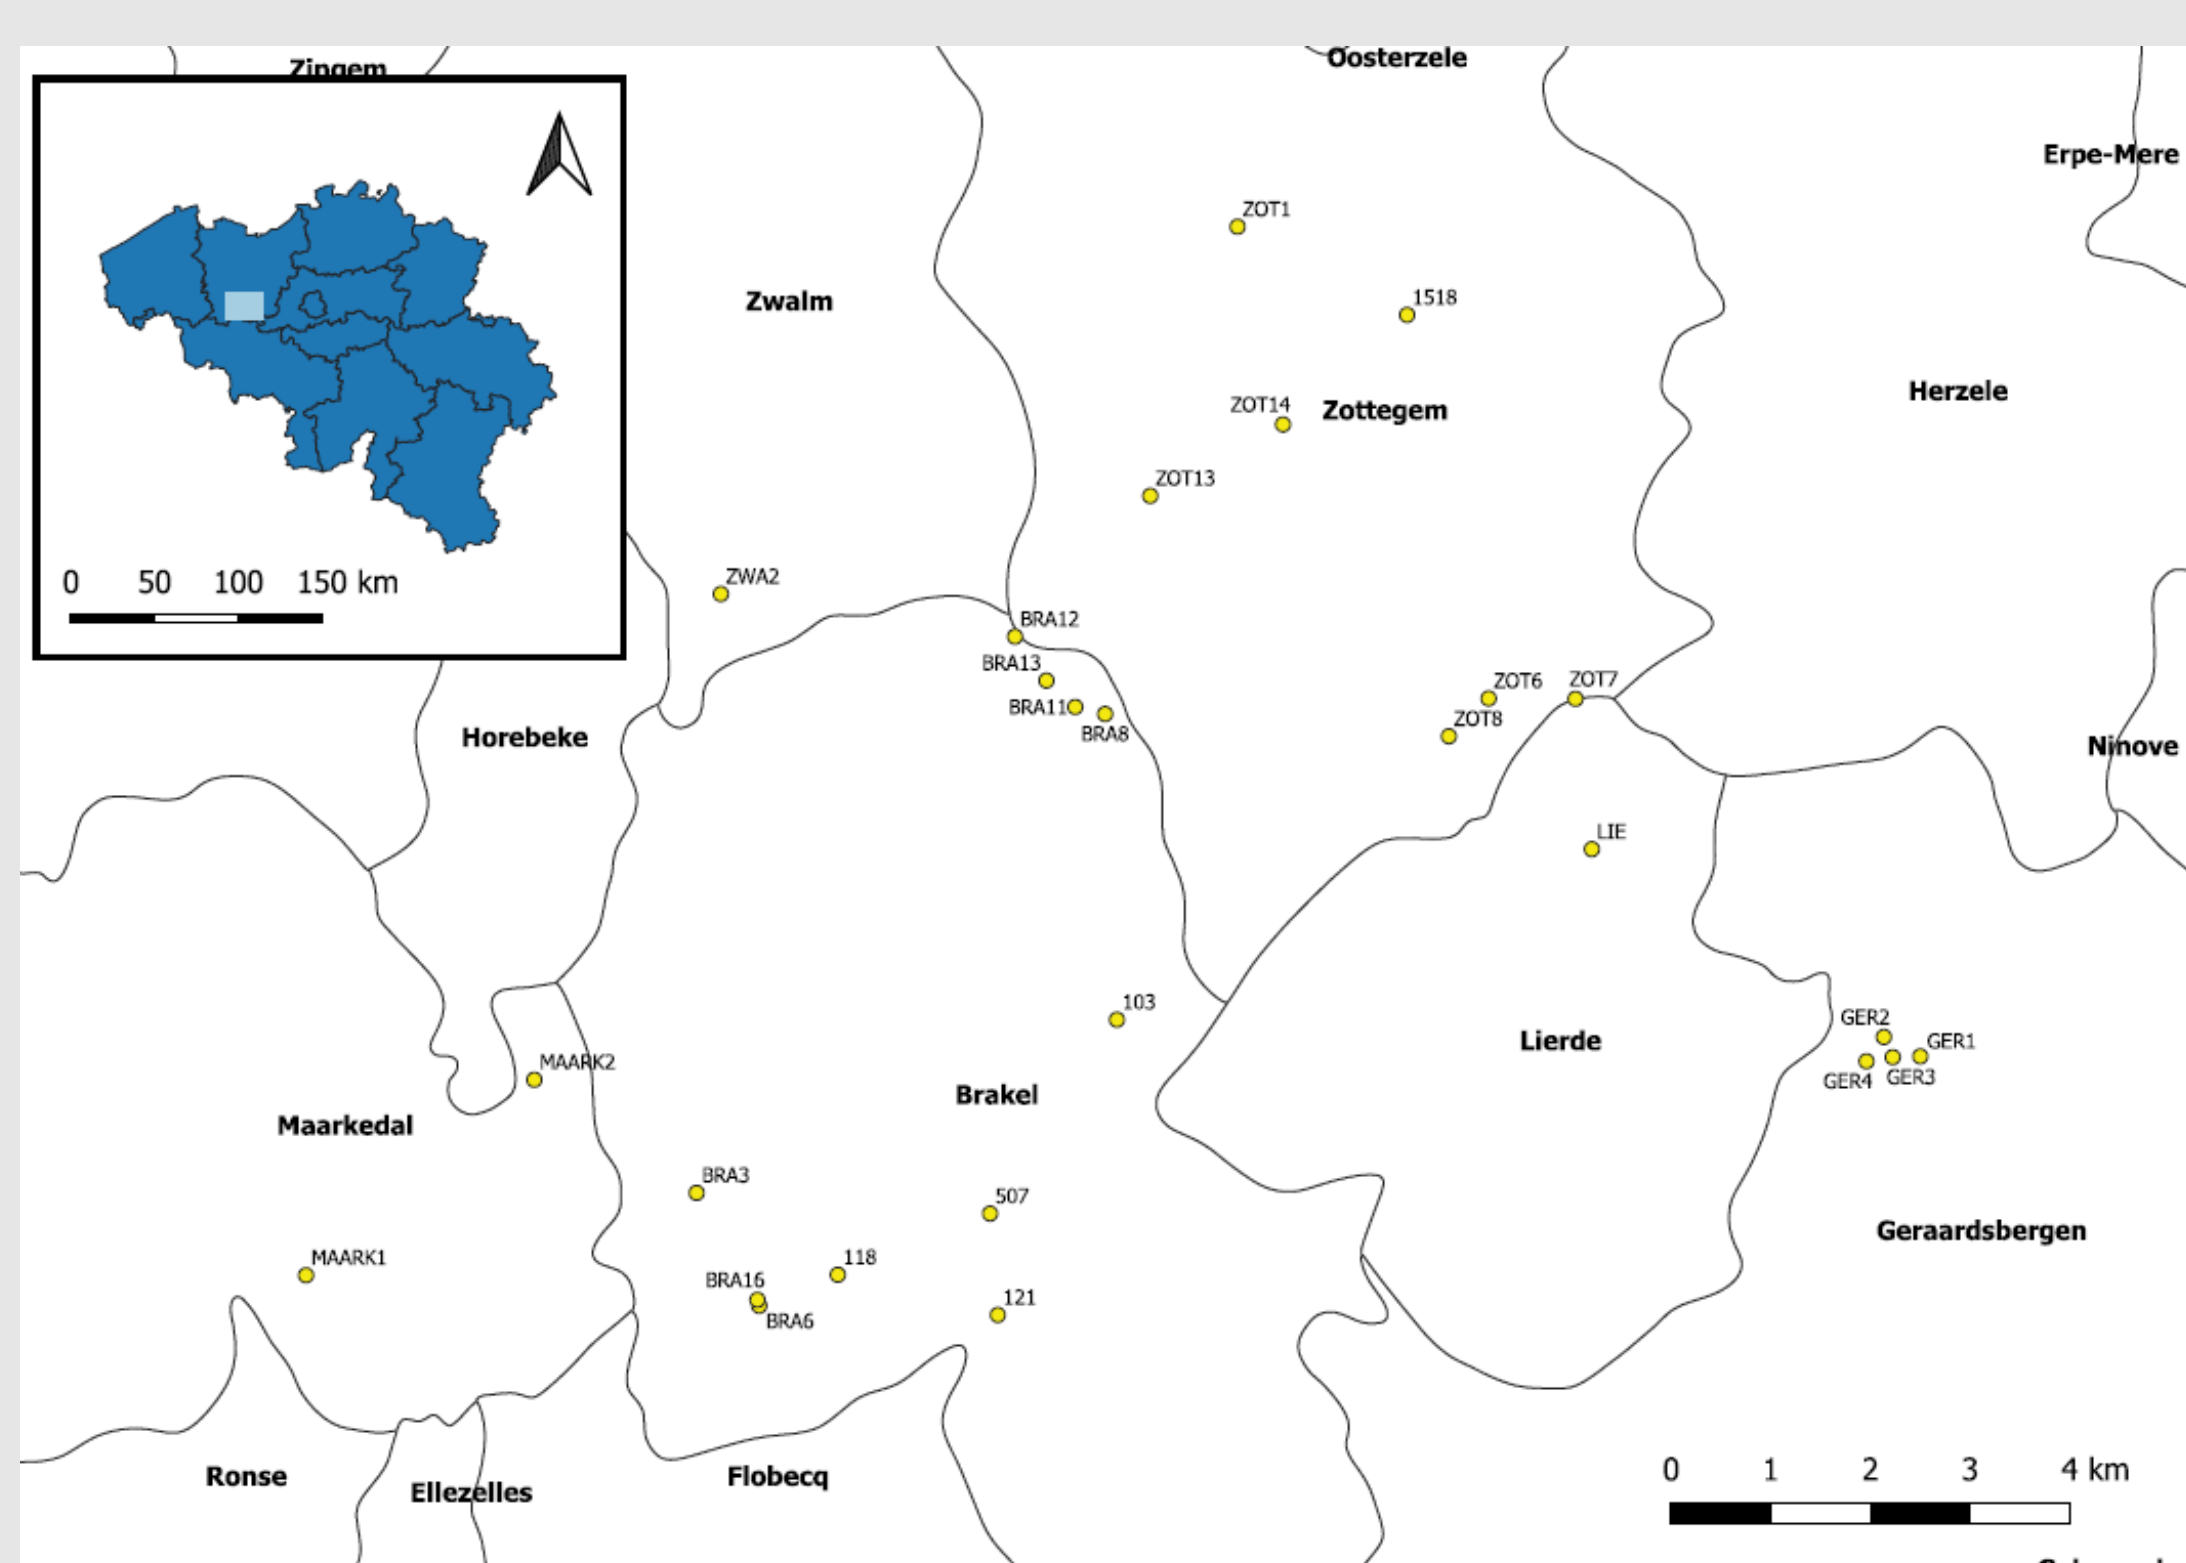 Oosterzele
Zingem
Erpe-Mere
ZOT1
1518
Zwalm
Herzele
ZOT14
Zottegem
ZOT13
0 50 100 150 km
ZWA2
BRA12
BRA13
ZOT6
ZOT7
BRA11
ZOT8
BRA8
Horebeke
Ninove
LIE
103
GER2
GER1
Lierde
MAARK2
GER4
GER3
Brakel
Maarkedal
BRA3
507
Geraardsbergen
MAARK1
118
BRA16
121
BRA6
0 1 2 3 4 km
Ronse
Flobecq
Ellezelles